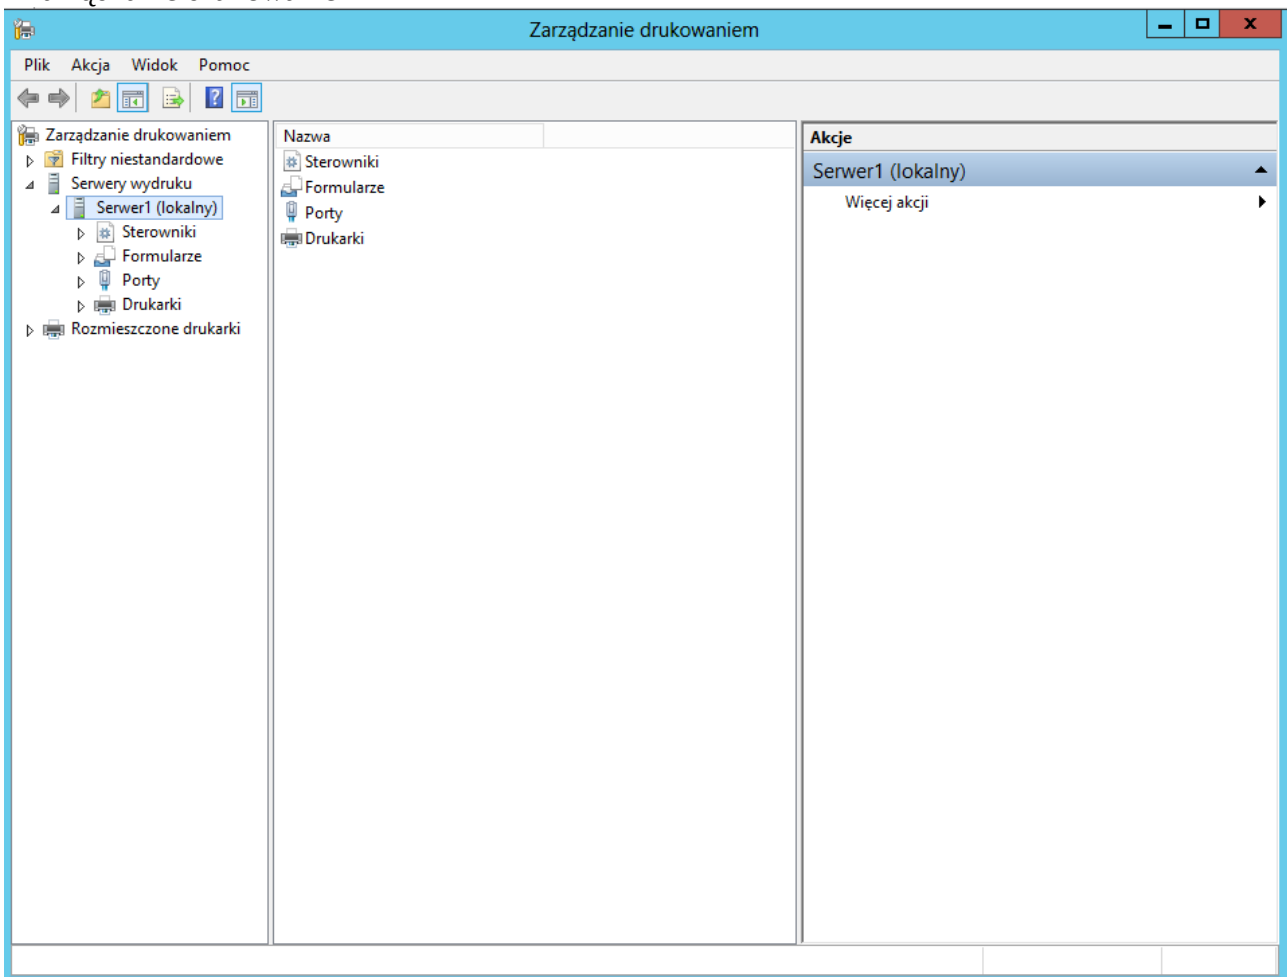 Zarządzanie drukowaniem
Plik Akcja Widok Pomoc
Zarządzanie drukowaniem
Filtry niestandardowe
Serwery wydruku
Serwer1 (lokalny)
Sterowniki
Formularze
Porty
Drukarki
Rozmieszczone drukarki
Nazwa
Sterowniki
Formularze
Porty
Drukarki
Akcje
Serwer1 (lokalny)
Więcej akcji